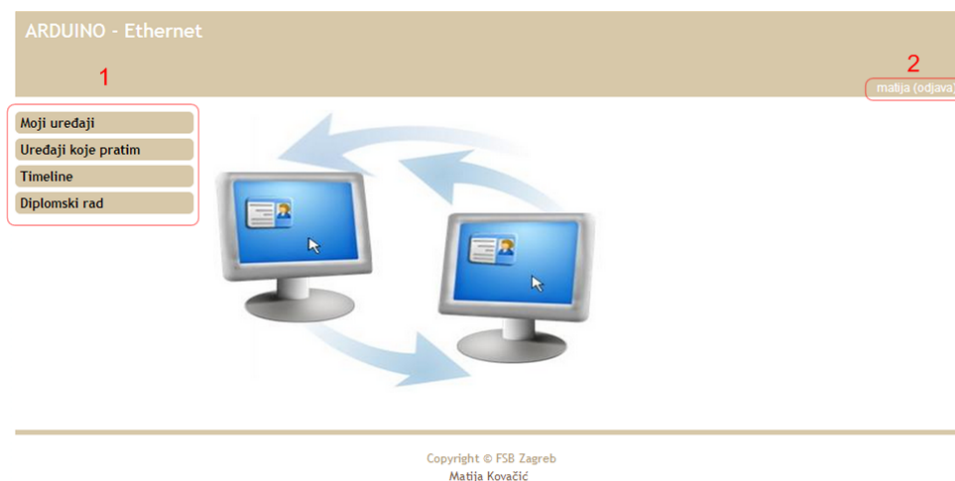 ARDUINO - Ethernet
1
2
matija (odjava)
Moji uređaji
Uređaji koje pratim
Timeline
Diplomski rad
Copyright © FSB Zagreb
Matija Kovačić